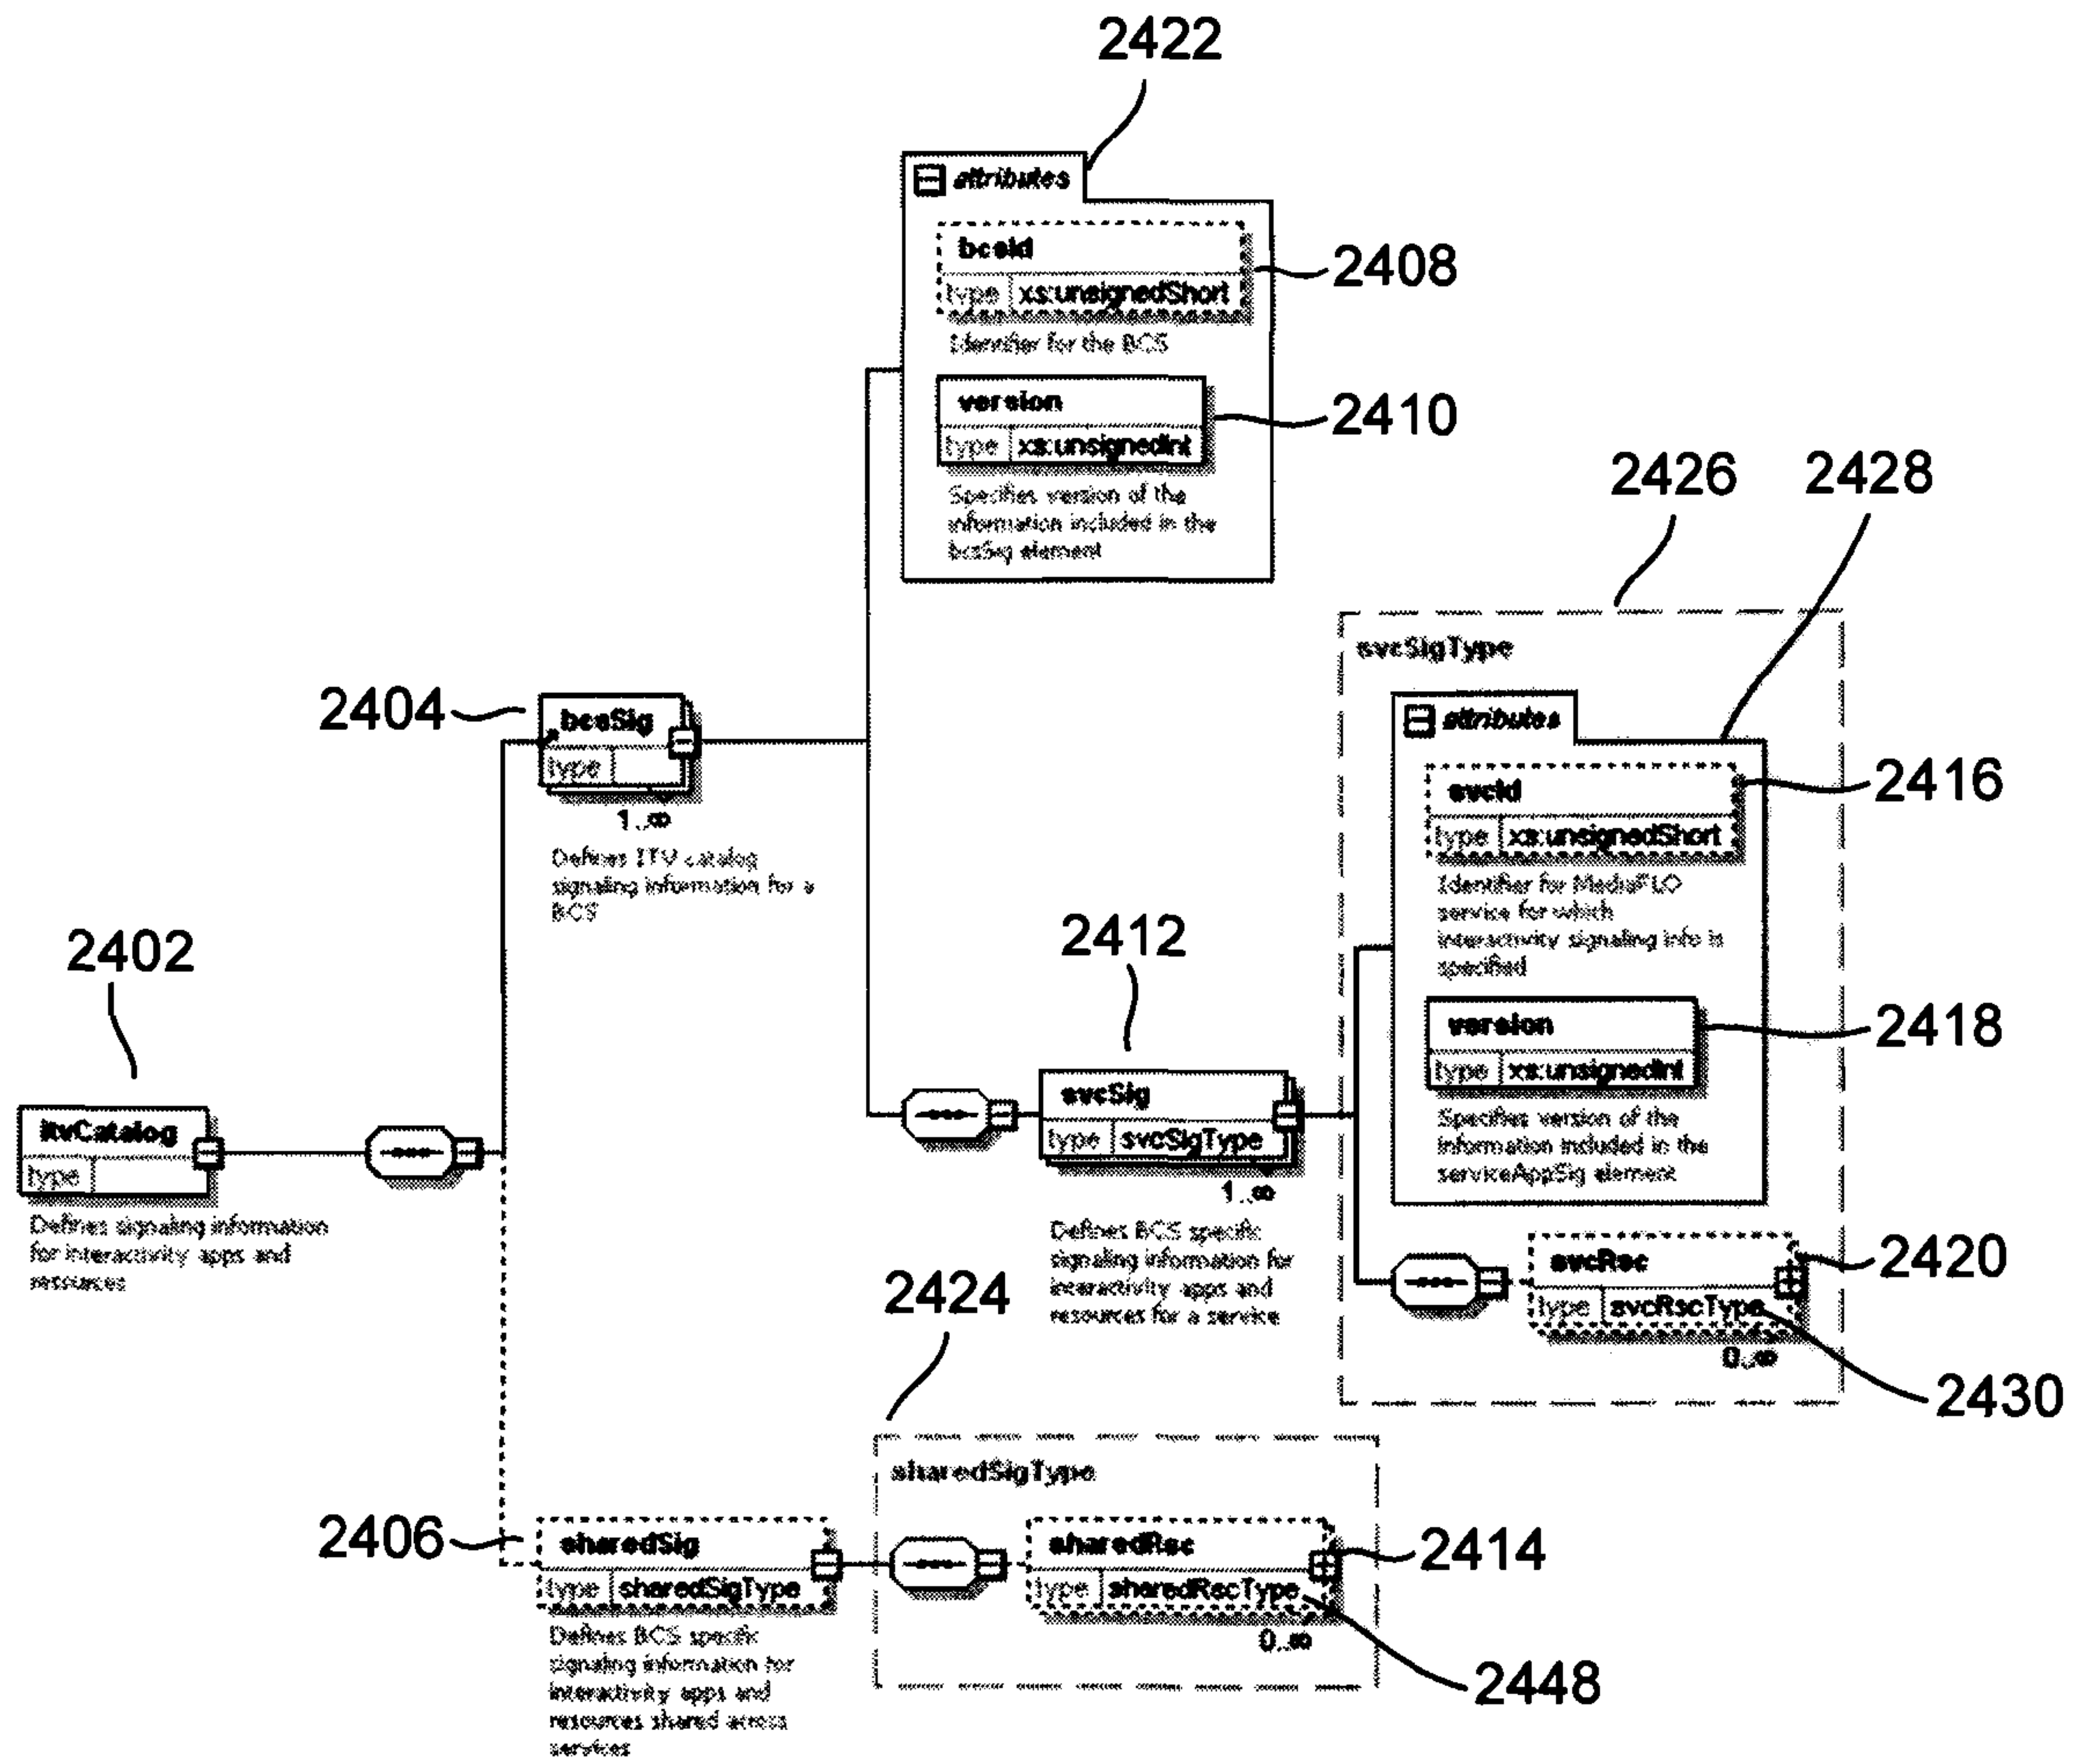 2422
attributes
bcsId
2408
type xs:unsignedShort
Identifier for the BCS
version
2410
type xs:unsignedInt
Specifies version of the
information included in the
bcsSig element
2426
2428
svcSigType
attributes
2404
bcsSig
type
1..∞
Defines ITV catalog
signaling information for a
BCS
svcId
2416
type xs:unsignedShort
Identifier for MediaFLO
service for which
interactivity signaling info is
specified
version
2418
type xs:unsignedInt
Specifies version of the
information included in the
serviceAppSig element
2412
svcSig
type svcSigType
1..∞
Defines BCS specific
signaling information for
interactivity apps and
resources for a service
2402
itvCatalog
type
Defines signaling information
for interactivity apps and
resources
svcRsc
2420
type svcRscType
0..∞
2430
2424
sharedSigType
2406
sharedSig
type sharedSigType
Defines BCS specific
signaling information for
interactivity apps and
resources shared across
services
sharedRsc
2414
type sharedRscType
0..∞
2448